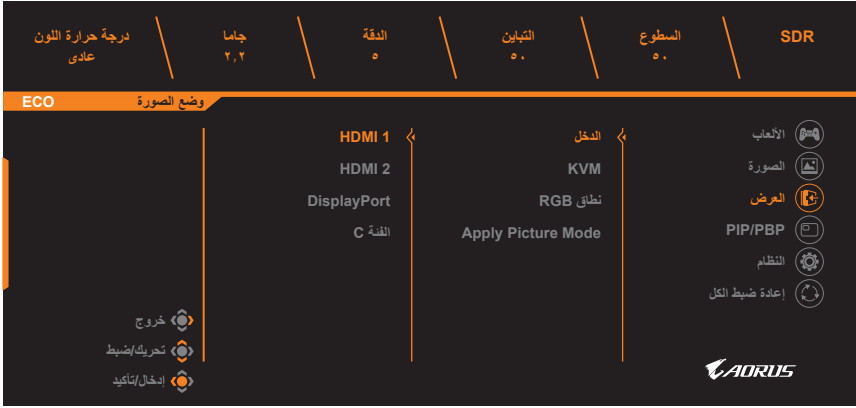 SDR
السطوع
٥٠
التباين
٥٠
الدقة
٥
جاما
٢,٢
درجة حرارة اللون
عادى
وضع الصورة
ECO
الألعاب
الصورة
العرض
PIP/PBP
النظام
إعادة ضبط الكل
الدخل
KVM
نطاق RGB
Apply Picture Mode
HDMI 1
HDMI 2
DisplayPort
الفئة C
خروج
تحريك/ضبط
إدخال/تأكيد
AORUS